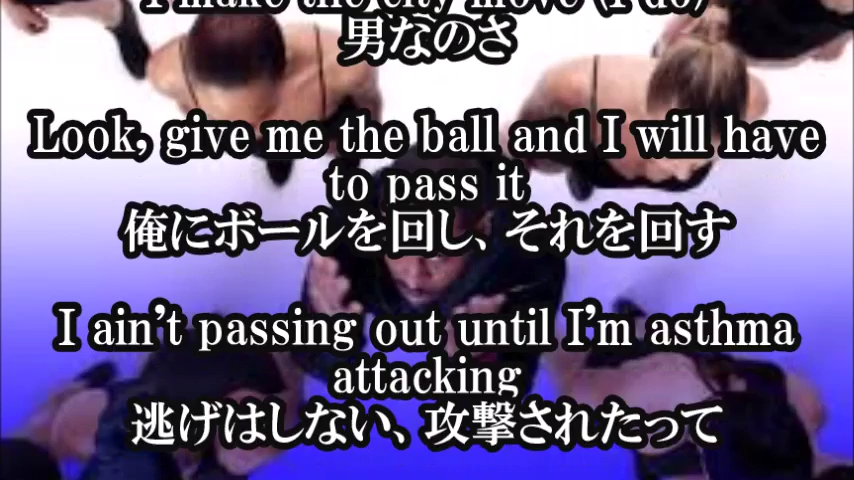 I make the city move (I do)
男なのさ
Look, give me the ball and I will have
to pass it
俺にボールを回し、それを回す
I ain't passing out until I'm asthma
attacking
逃げはしない、攻撃されたって